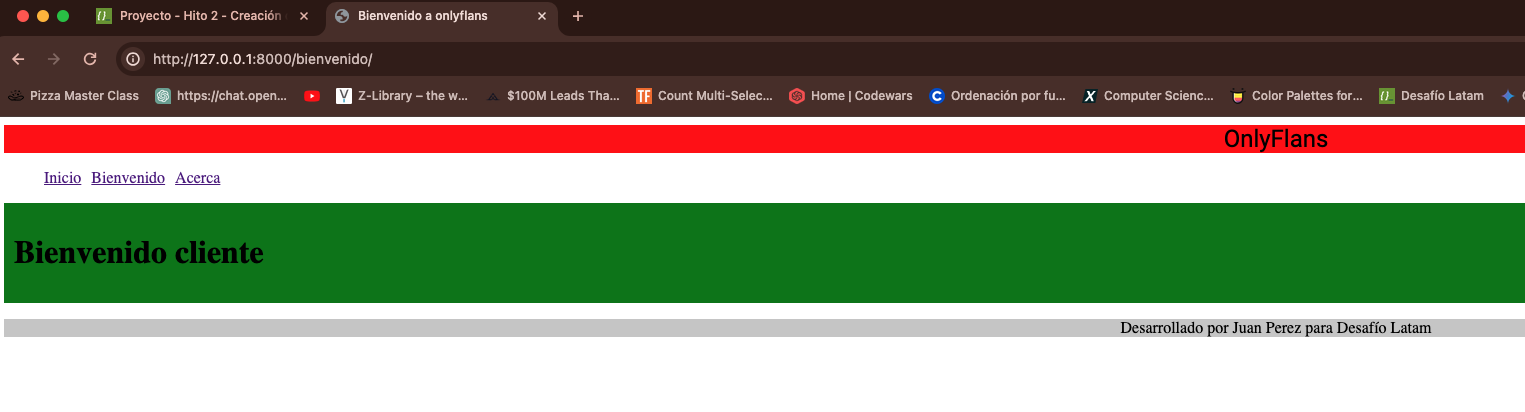 Proyecto - Hito 2 - Creación
Bienvenido a onlyflans
http://127.0.0.1:8000/bienvenido/
Pizza Master Class https://chat.open... Z-Library – the w... $100M Leads Tha... TF Count Multi-Selec... Home | Codewars C Ordenación por fu... X Computer Scienc... Color Palettes for... Desafío Latam
OnlyFlans
Inicio Bienvenido Acerca
Bienvenido cliente
Desarrollado por Juan Perez para Desafío Latam